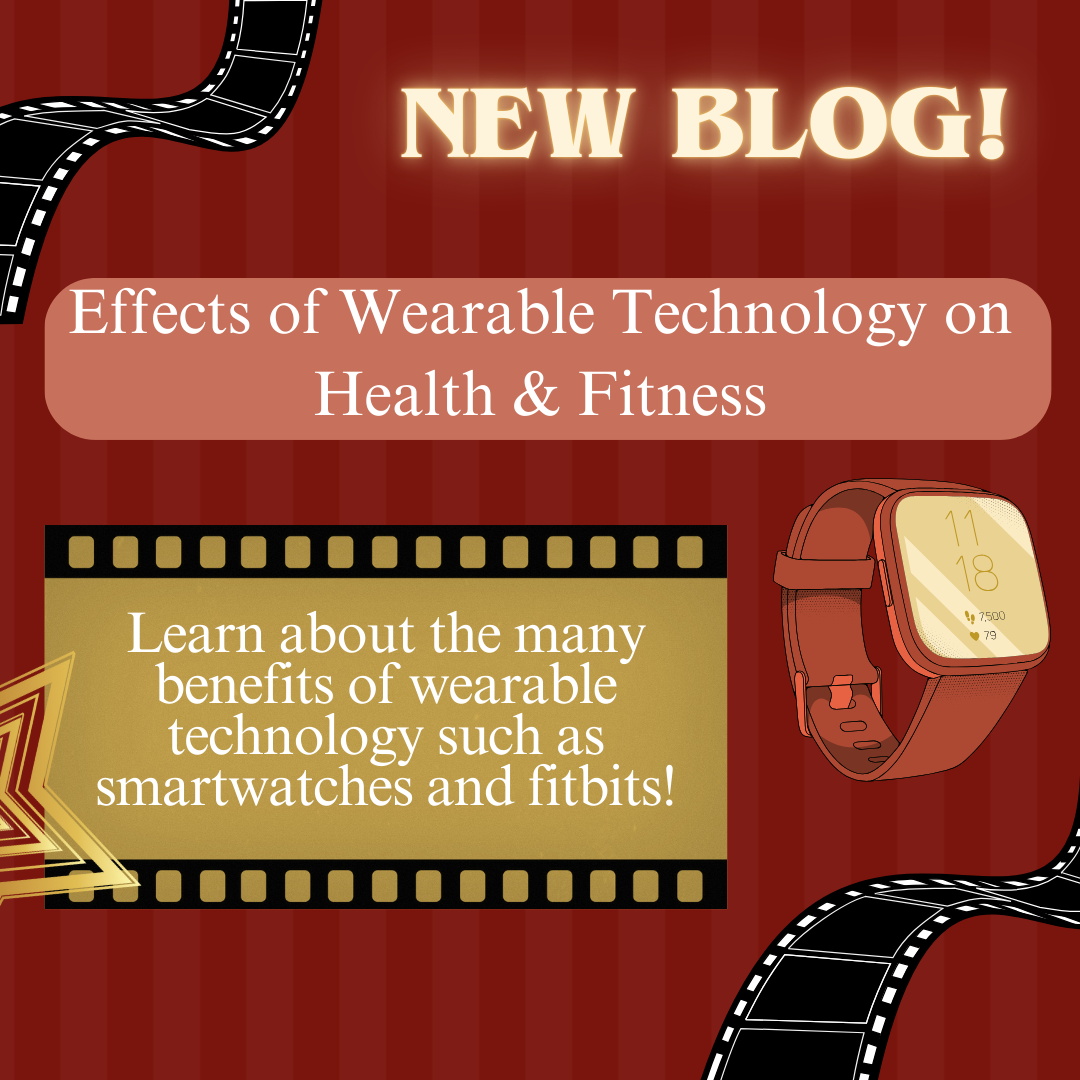 NEW BLOG!
Effects of Wearable Technology on
Health & Fitness
11
18
7,500
79
Learn about the many
benefits of wearable
technology such as
smartwatches and fitbits!